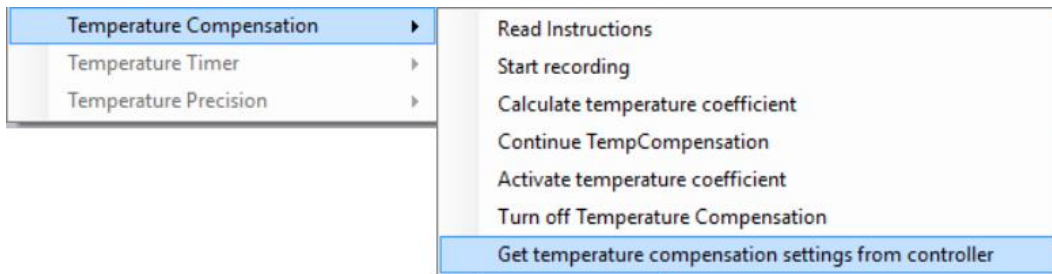 Temperature Compensation
Temperature Timer
Temperature Precision
Read Instructions
Start recording
Calculate temperature coefficient
Continue TempCompensation
Activate temperature coefficient
Turn off Temperature Compensation
Get temperature compensation settings from controller